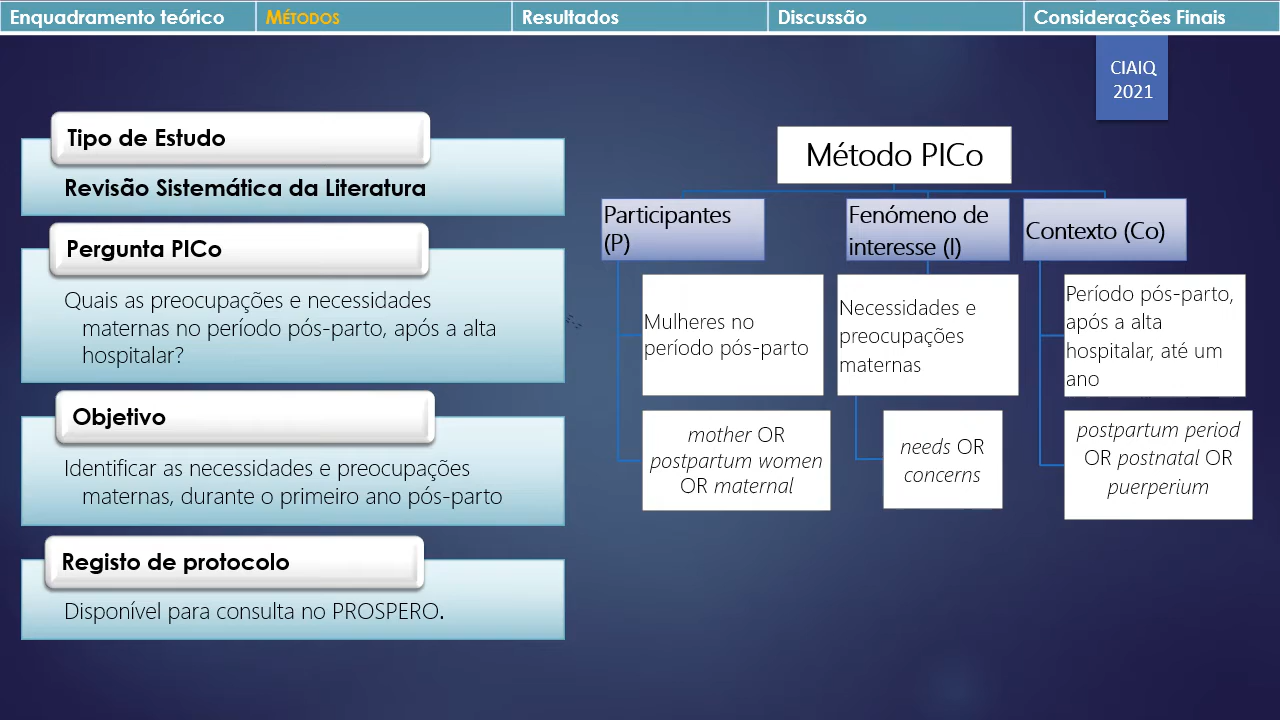 Enquadramento teórico
MÉTODOS
Resultados
Discussão
Considerações Finais
CIAIQ
2021
Tipo de Estudo
Revisão Sistemática da Literatura
Pergunta PICo
Quais as preocupações e necessidades
maternas no período pós-parto, após a alta
hospitalar?
Objetivo
Identificar as necessidades e preocupações
maternas, durante o primeiro ano pós-parto
Registo de protocolo
Disponível para consulta no PROSPERO.
Método PICo
Participantes
(P)
Mulheres no
período pós-parto
mother OR
postpartum women
OR maternal
Fenómeno de
interesse (I)
Necessidades e
preocupações
maternas
needs OR
concerns
Contexto (Co)
Período pós-parto,
após a alta
hospitalar, até um
ano
postpartum period
OR postnatal OR
puerperium